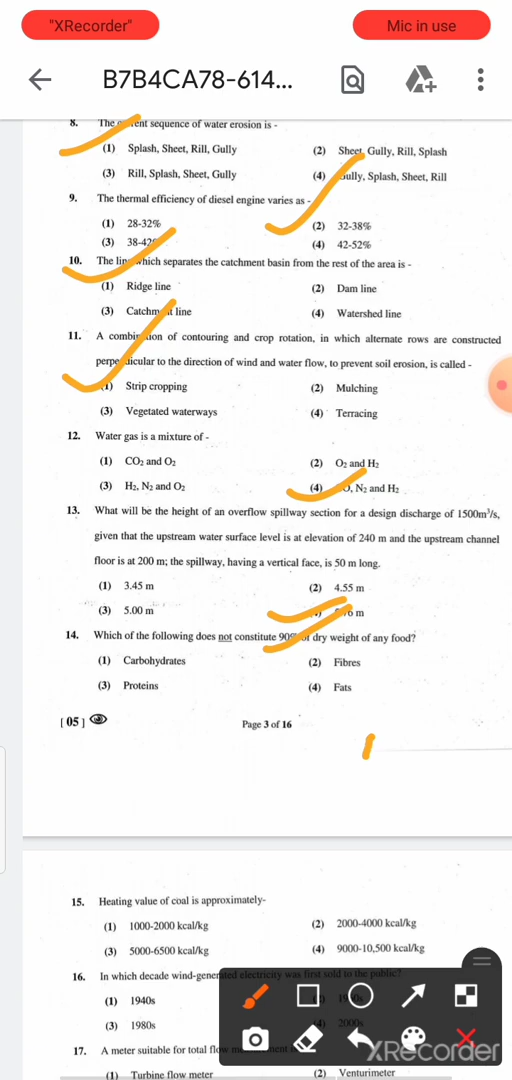 "XRecorder"
Mic in use
B7B4CA78-614...
8. The sequence of water erosion is -
(1) Splash, Sheet, Rill, Gully (2) Sheet, Gully, Rill, Splash
(3) Rill, Splash, Sheet, Gully (4) Gully, Splash, Sheet, Rill
9. The thermal efficiency of diesel engine varies as -
(1) 28-32% (2) 32-38%
(3) 38-42% (4) 42-52%
10. The line which separates the catchment basin from the rest of the area is -
(1) Ridge line (2) Dam line
(3) Catchment line (4) Watershed line
11. A combination of contouring and crop rotation, in which alternate rows are constructed
perpendicular to the direction of wind and water flow, to prevent soil erosion, is called -
(1) Strip cropping (2) Mulching
(3) Vegetated waterways (4) Terracing
12. Water gas is a mixture of -
(1) CO₂ and O₂ (2) O₂ and H₂
(3) H₂, N₂ and O₂ (4) N₂ and H₂
13. What will be the height of an overflow spillway section for a design discharge of 1500m³/s,
given that the upstream water surface level is at elevation of 240 m and the upstream channel
floor is at 200 m; the spillway, having a vertical face, is 50 m long.
(1) 3.45 m (2) 4.55 m
(3) 5.00 m m
14. Which of the following does not constitute 90% of dry weight of any food?
(1) Carbohydrates (2) Fibres
(3) Proteins (4) Fats
[ 05 ] Page 3 of 16
15. Heating value of coal is approximately-
(1) 1000-2000 kcal/kg (2) 2000-4000 kcal/kg
(3) 5000-6500 kcal/kg (4) 9000-10,500 kcal/kg
16. In which decade wind-generated electricity was first sold to the public?
(1) 1940s
(3) 1980s (4) 2000s
17. A meter suitable for total flow
(1) Turbine flow meter (2) Venturimeter
XRecorder